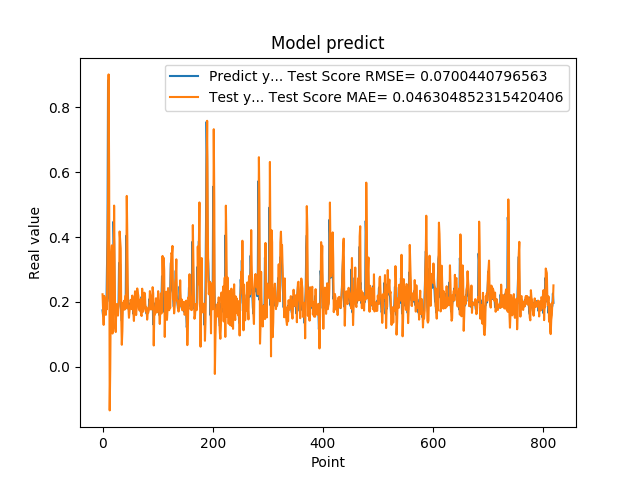 Model predict
Predict y... Test Score RMSE= 0.0700440796563
Test y... Test Score MAE= 0.046304852315420406
0.8
0.6
0.4
0.2
0.0
Real value
0 200 400 600 800
Point